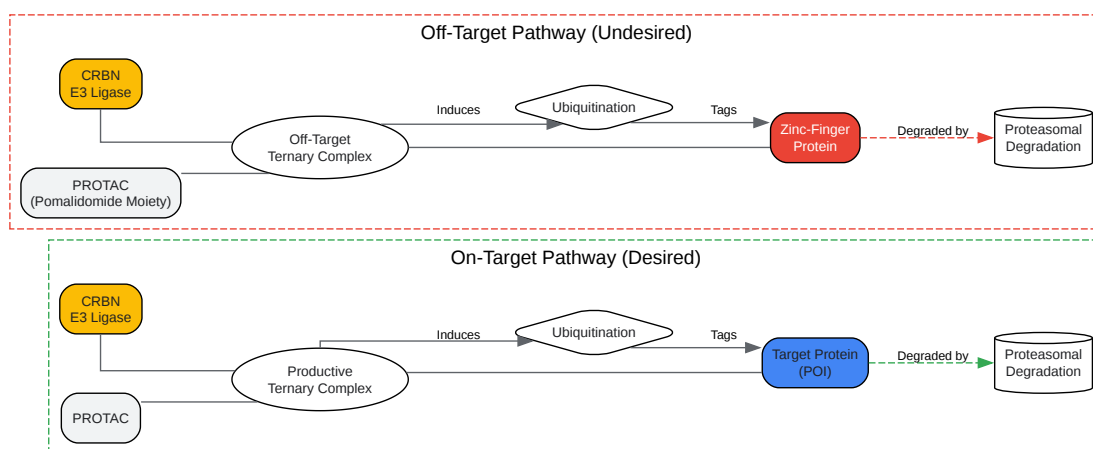 Off-Target Pathway (Undesired)
CRBN
E3 Ligase
Induces
Ubiquitination
Tags
Zinc-Finger
Protein
Degraded by
Proteasomal
Degradation
Off-Target
Ternary Complex
PROTAC
(Pomalidomide Moiety)
On-Target Pathway (Desired)
CRBN
E3 Ligase
Induces
Ubiquitination
Tags
Target Protein
(POI)
Degraded by
Proteasomal
Degradation
Productive
Ternary Complex
PROTAC